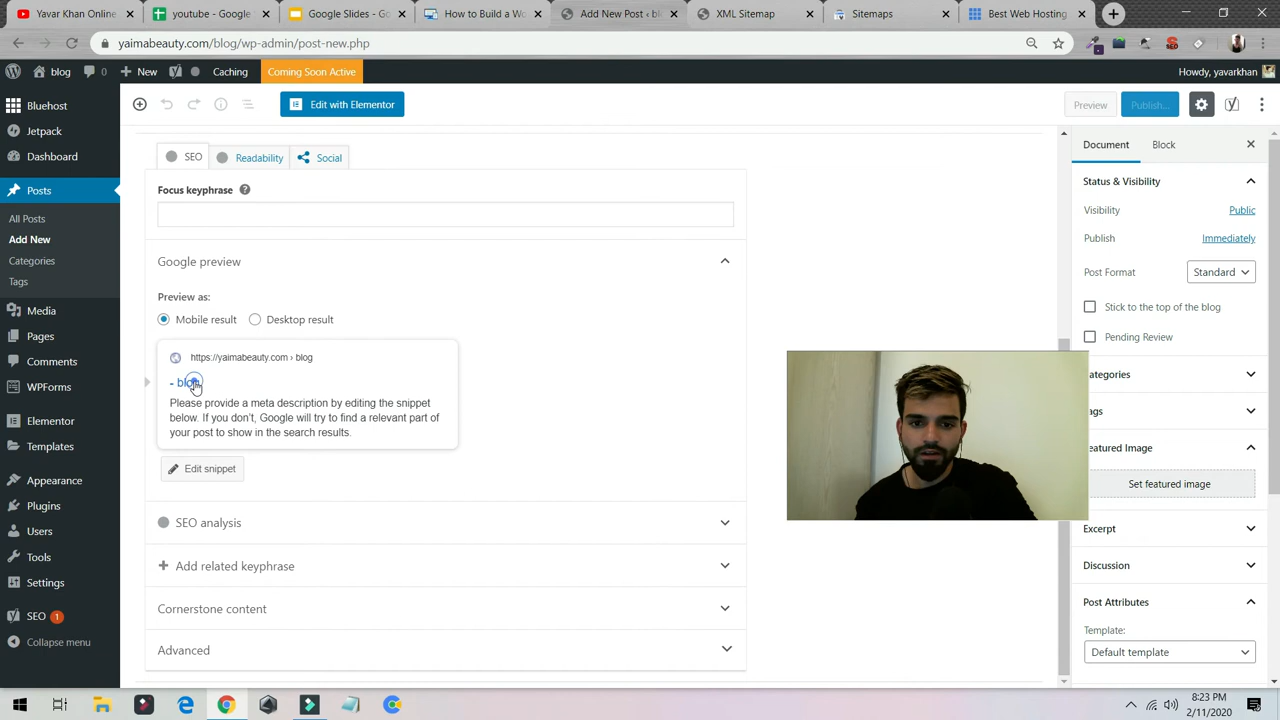 YouTube Onlin
Google Slides - O
Google Slides
How to Build a Wo
Add New Post ‹ blo
XML Sitemap
Sitemaps
Best Web Hosting
yaimabeauty.com/blog/wp-admin/post-new.php
blog 0 New Caching Coming Soon Active Howdy, yavarkhan
Edit with Elementor Preview Publish...
Bluehost
Jetpack
Dashboard
Posts
All Posts
Add New
Categories
Tags
Media
Pages
Comments
WPForms
Elementor
Templates
Appearance
Plugins
Users
Tools
Settings
SEO 1
Collapse menu
SEO Readability Social
Focus keyphrase
Google preview
Preview as:
Mobile result Desktop result
https://yaimabeauty.com › blog
- blog
Please provide a meta description by editing the snippet
below. If you don't, Google will try to find a relevant part of
your post to show in the search results.
Edit snippet
SEO analysis
Add related keyphrase
Cornerstone content
Advanced
Document Block
Status & Visibility
Visibility Public
Publish Immediately
Post Format Standard
Stick to the top of the blog
Pending Review
ategories
ags
eatured Image
Set featured image
Excerpt
Discussion
Post Attributes
Template:
Default template
8:23 PM
2/11/2020